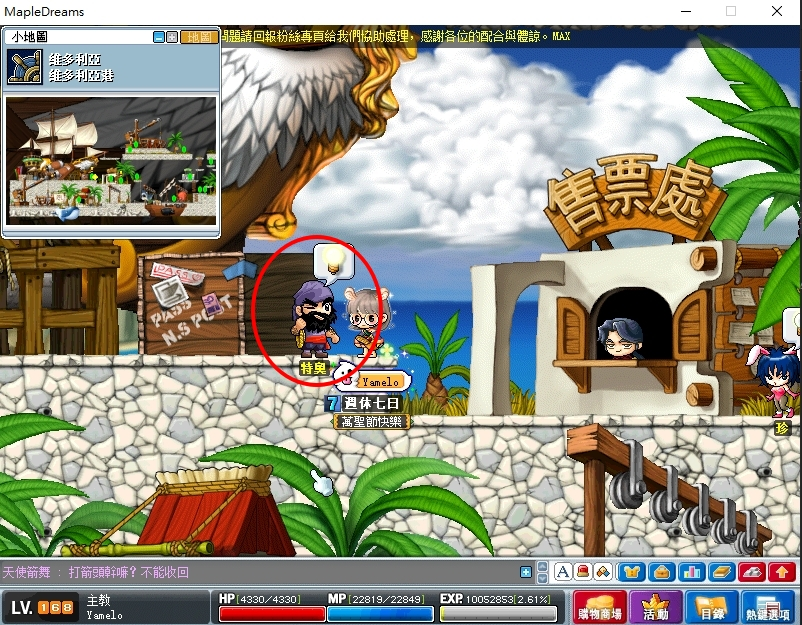 MapleDreams
小地圖
地圖
問題請回報粉絲專頁給我們協助處理，感謝各位的配合與體諒。MAX
維多利亞
維多利亞港
售票處
PASS
PASS
N.S PORT
特奧
Yamelo
7 週休七日
萬聖節快樂
珍
天使箭舞 : 打箭頭幹嘛? 不能收回
A
LV. 168
主教
Yamelo
HP[4330/4330]
MP[22819/22849]
EXP. 10052853[2.61%]
購物商場
活動
目錄
熱鍵選項